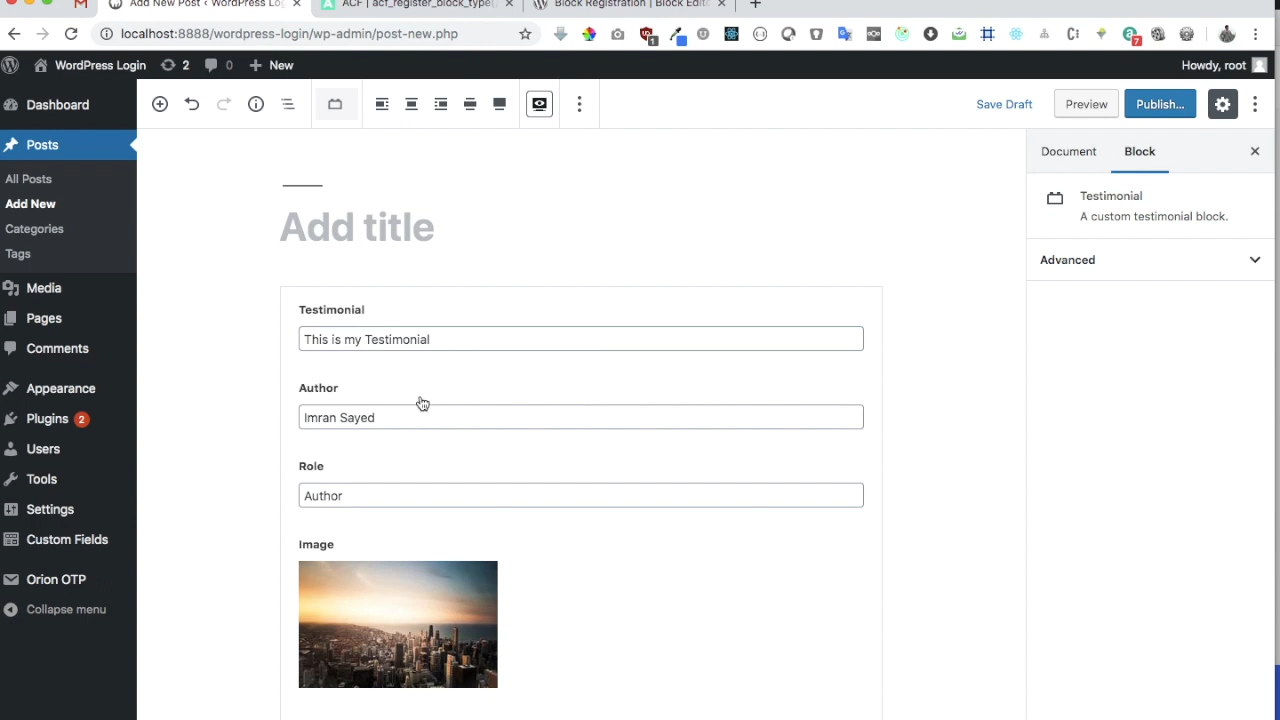 Add New Post ‹ WordPress Lo
ACF | acf_register_block_type(
Block Registration | Block Edito
localhost:8888/wordpress-login/wp-admin/post-new.php
1
7
WordPress Login
2
0
New
Howdy, root
Dashboard
Save Draft
Preview
Publish...
Posts
All Posts
Add New
Categories
Tags
Media
Pages
Comments
Appearance
Plugins 2
Users
Tools
Settings
Custom Fields
Orion OTP
Collapse menu
Add title
Testimonial
This is my Testimonial
Author
Imran Sayed
Role
Author
Image
Document
Block
Testimonial
A custom testimonial block.
Advanced